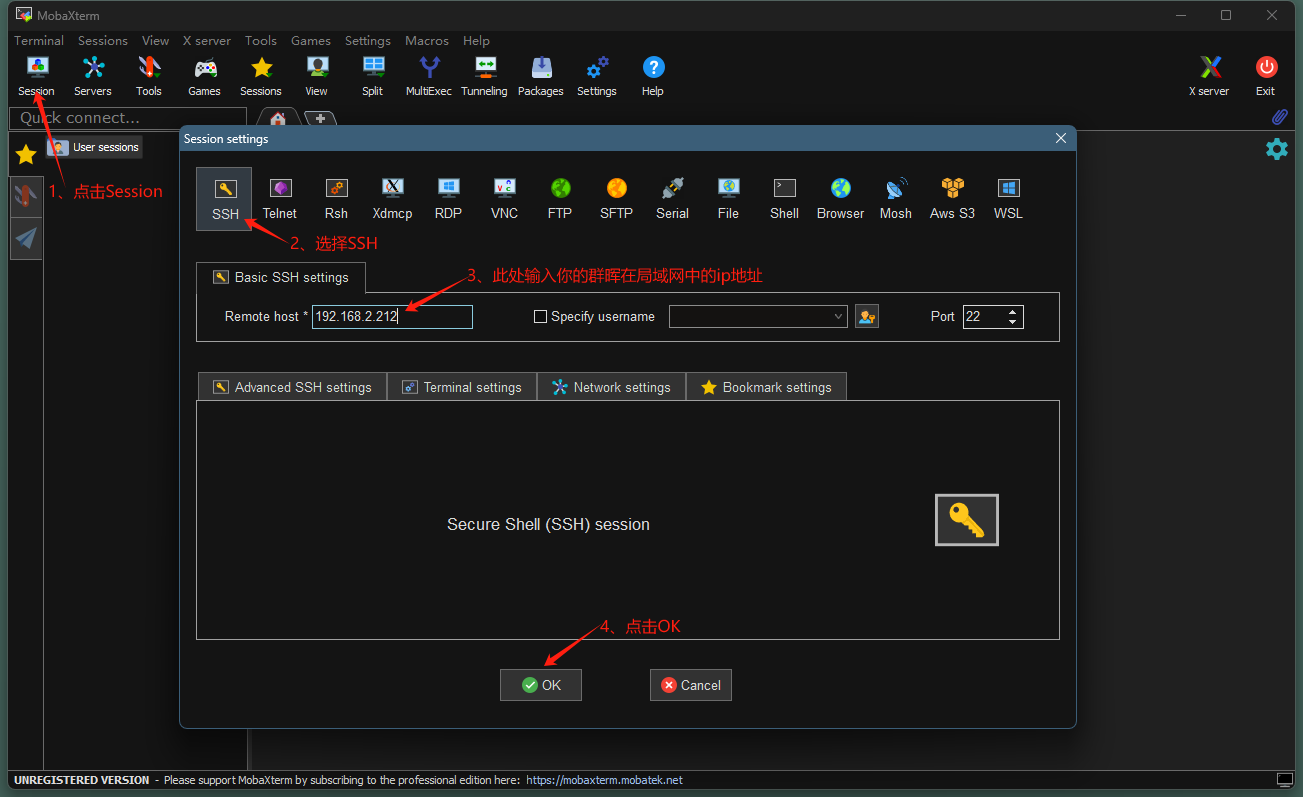 MobaXterm
Terminal Sessions View X server Tools Games Settings Macros Help
Session Servers Tools Games Sessions View Split MultiExec Tunneling Packages Settings Help X server Exit
Quick connect...
User sessions
1、点击Session
Session settings
SSH Telnet Rsh Xdmcp RDP VNC FTP SFTP Serial File Shell Browser Mosh Aws S3 WSL
2、选择SSH
3、此处输入你的群晖在局域网中的ip地址
Basic SSH settings
Remote host * 192.168.2.212 Specify username Port 22
Advanced SSH settings Terminal settings Network settings Bookmark settings
Secure Shell (SSH) session
4、点击OK
OK Cancel
UNREGISTERED VERSION - Please support MobaXterm by subscribing to the professional edition here: https://mobaxterm.mobatek.net